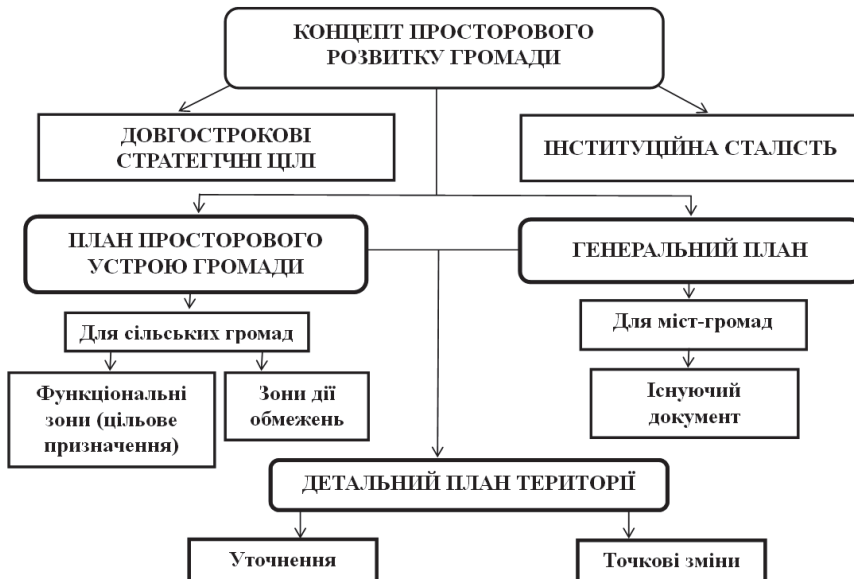 КОНЦЕПТ ПРОСТОРОВОГО
РОЗВИТКУ ГРОМАДИ
ДОВГОСТРОКОВІ
СТРАТЕГІЧНІ ЦІЛІ
ІНСТИТУЦІЙНА СТАЛІСТЬ
ПЛАН ПРОСТОРОВОГО
УСТРОЮ ГРОМАДИ
ГЕНЕРАЛЬНИЙ ПЛАН
Для сільських громад
Для міст-громад
Функціональні
зони (цільове
призначення)
Зони дії
обмежень
Існуючий
документ
ДЕТАЛЬНИЙ ПЛАН ТЕРИТОРІЇ
Уточнення
Точкові зміни